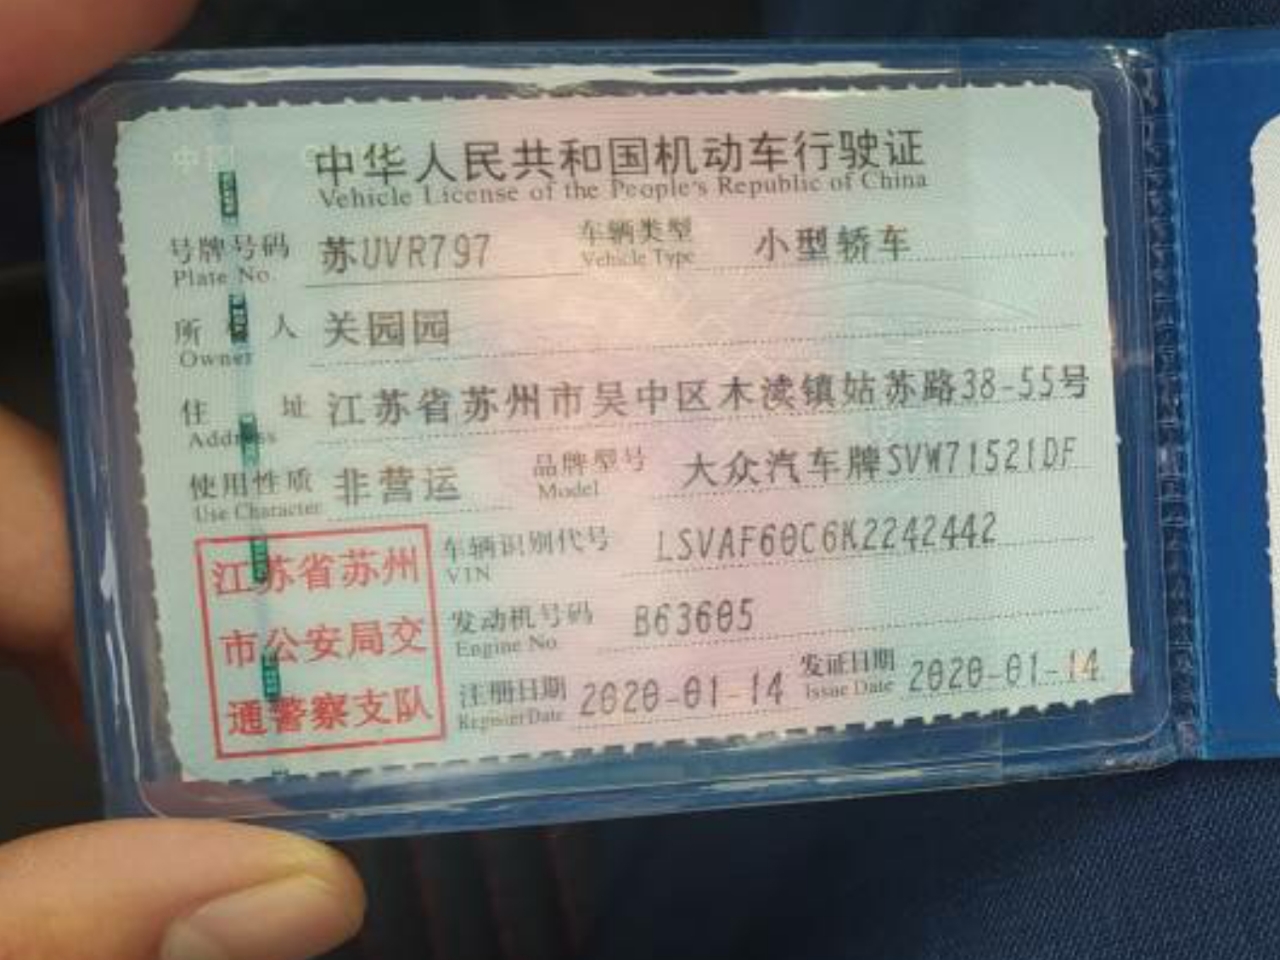 中华人民共和国机动车行驶证
Vehicle License of the People's Republic of China
号牌号码 苏UVR797 车辆类型 小型轿车
Plate No. Vehicle Type
所 人 关园园
Owner
住 址 江苏省苏州市吴中区木渎镇姑苏路38-55号
Address
使用性质 非营运 品牌型号 大众汽车牌SVW71521DF
Use Character Model
江苏省苏州 车辆识别代号 LSVAF60C6K2242442
VIN
市公安局交 发动机号码 B63605
Engine No.
通警察支队 注册日期 2020-01-14 发证日期 2020-01-14
Register Date Issue Date